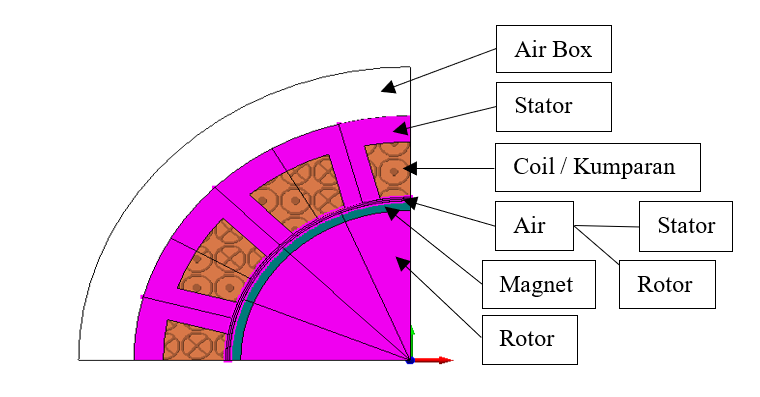 Air Box
Stator
Coil / Kumparan
Air
Stator
Magnet
Rotor
Rotor